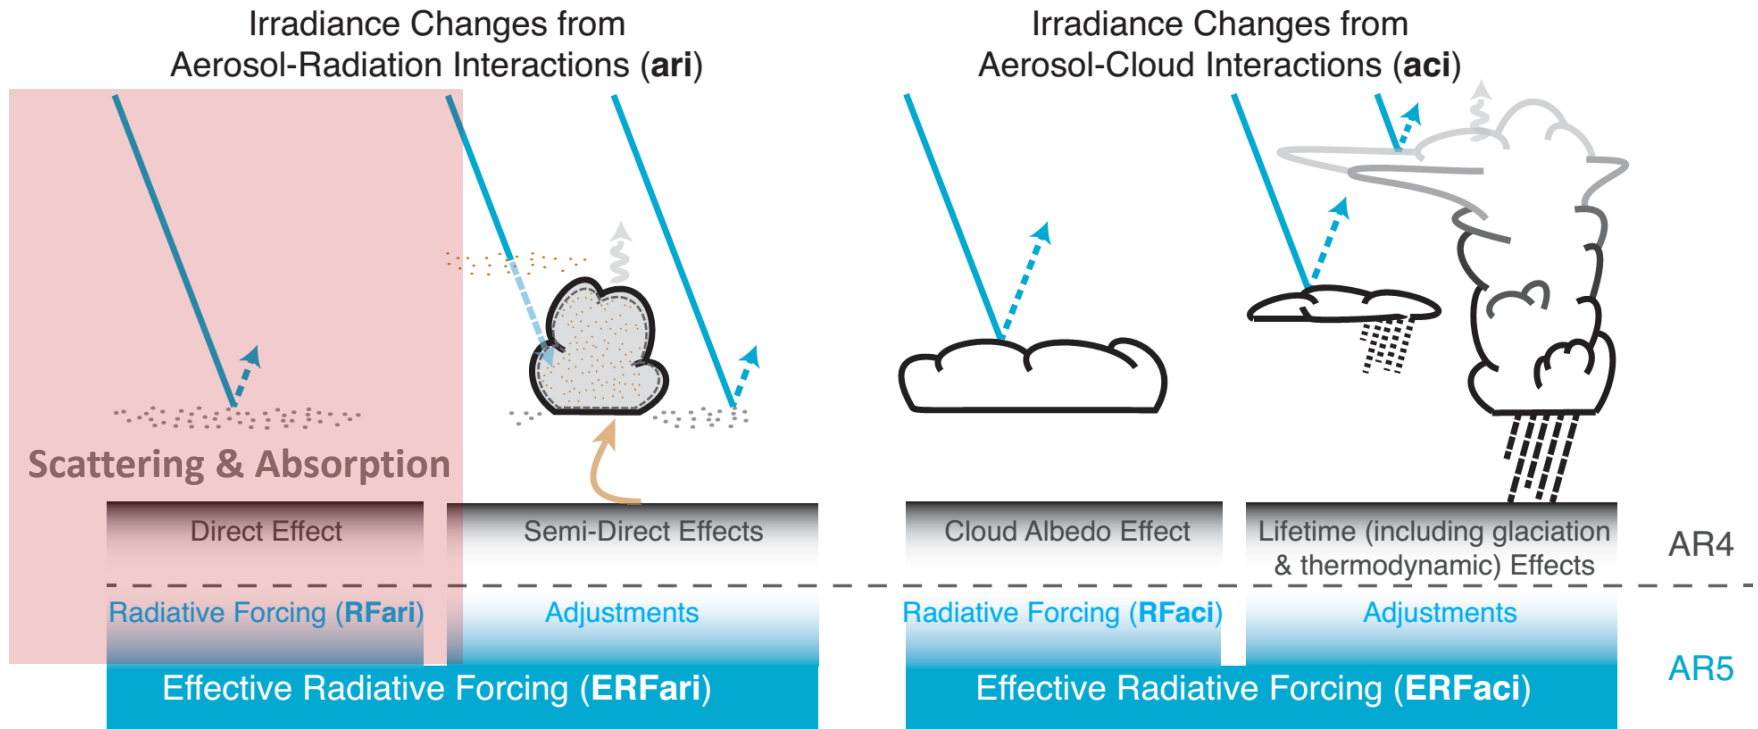 Irradiance Changes from
Aerosol-Radiation Interactions (ari)
Irradiance Changes from
Aerosol-Cloud Interactions (aci)
Scattering & Absorption
Direct Effect
Semi-Direct Effects
Cloud Albedo Effect
Lifetime (including glaciation
& thermodynamic) Effects
AR4
Radiative Forcing (RFari)
Adjustments
Radiative Forcing (RFaci)
Adjustments
AR5
Effective Radiative Forcing (ERFari)
Effective Radiative Forcing (ERFaci)